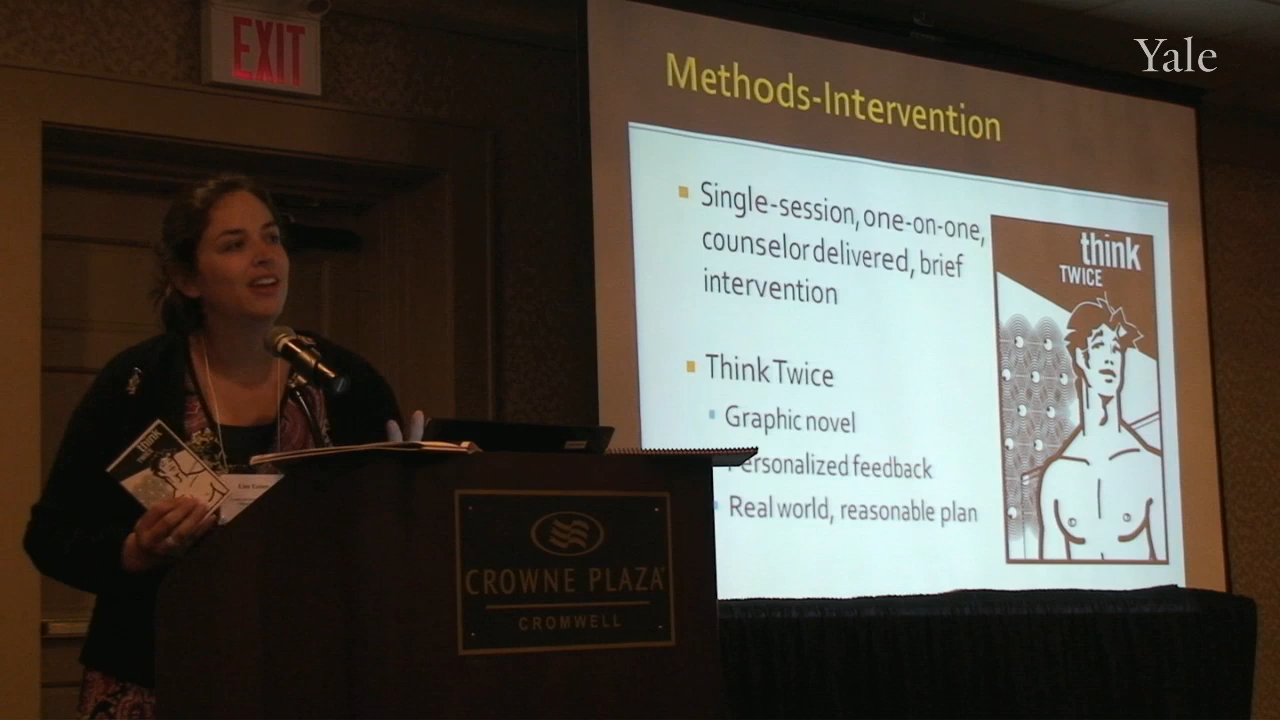 EXIT
Yale
Methods-Intervention
Single-session, one-on-one,
counselor delivered, brief
intervention
Think Twice
Graphic novel
Personalized feedback
Real world, reasonable plan
think
TWICE
think
CROWNE PLAZA
CROMWELL